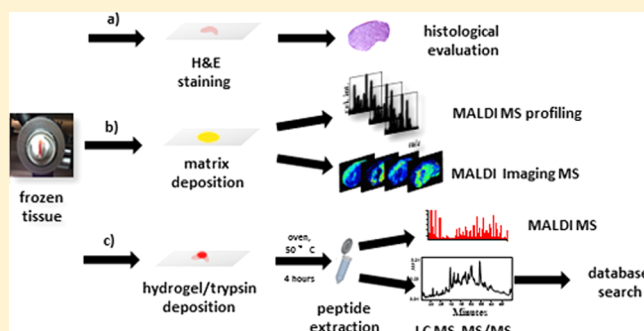 a)
H&E
staining
histological
evaluation
b)
matrix
deposition
MALDI MS profiling
MALDI Imaging MS
frozen
tissue
c)
hydrogel/trypsin
deposition
oven,
50 ° C
4 hours
peptide
extraction
MALDI MS
Minutes
LC MS, MS/MS
database
search